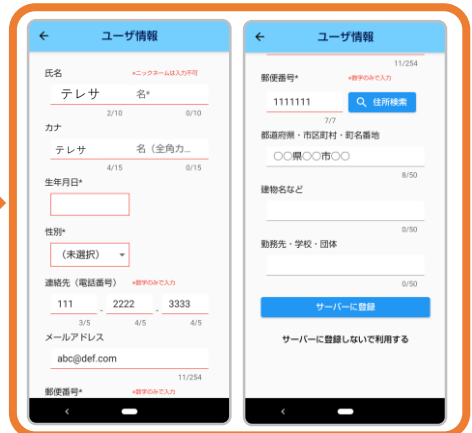 ユーザ情報
氏名 *ニックネームは入力不可
テレサ 名*
2/10 0/10
カナ
テレサ 名（全角カ...
4/15 0/15
生年月日*
性別*
（未選択）
連絡先（電話番号） *数字のみで入力
111 - 2222 - 3333
3/5 4/5 4/5
メールアドレス
abc@def.com
11/254
郵便番号* *数字のみで入力
ユーザ情報
11/254
郵便番号* *数字のみで入力
1111111 住所検索
7/7
都道府県・市区町村・町名番地
○○県○○市○○
8/50
建物名など
0/50
勤務先・学校・団体
0/50
サーバーに登録
サーバーに登録しないで利用する